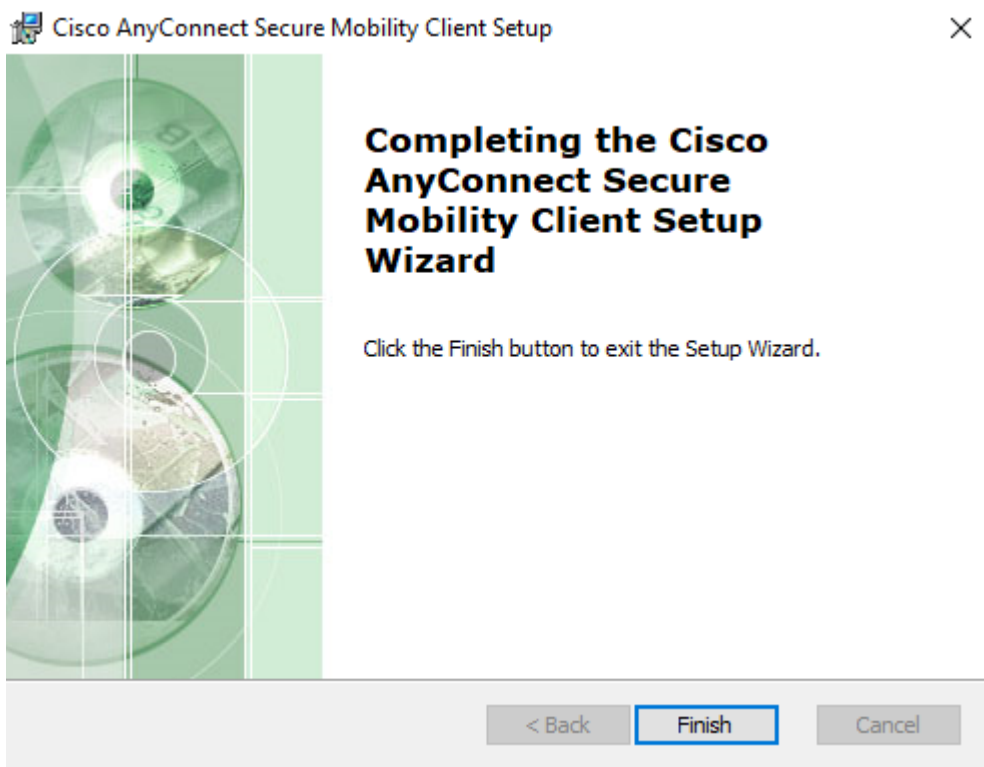 Cisco AnyConnect Secure Mobility Client Setup
Completing the Cisco
AnyConnect Secure
Mobility Client Setup
Wizard
Click the Finish button to exit the Setup Wizard.
< Back
Finish
Cancel